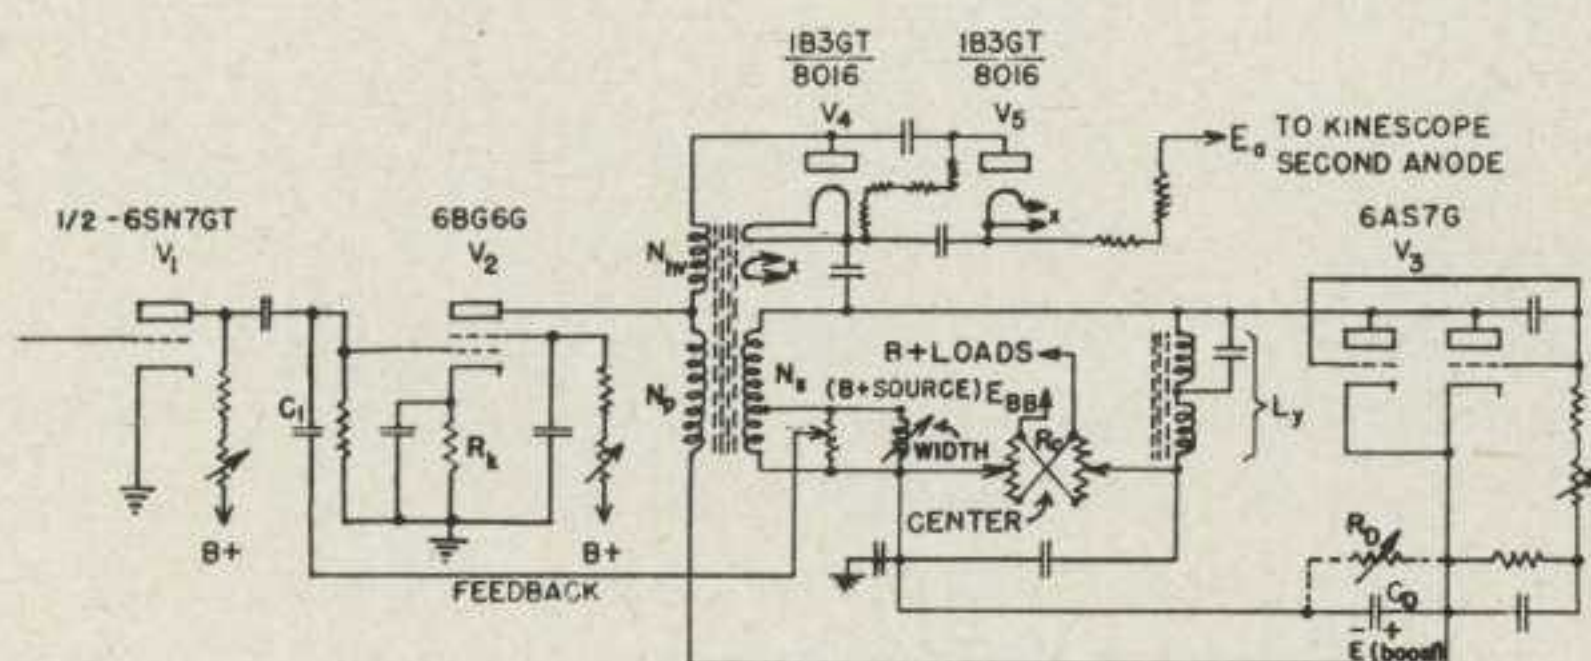 1B3GT
8016
V4
1B3GT
8016
V5
Ea TO KINESCOPE
SECOND ANODE
1/2-6SN7GT
V1
6BG6G
V2
6AS7G
V3
Nhv
X
X
C1
Rk
Np
Ns
B+LOADS
(B+SOURCE) EBB
WIDTH
Rc
CENTER
Ly
B+
B+
FEEDBACK
RD
CD
- +
E (boost)